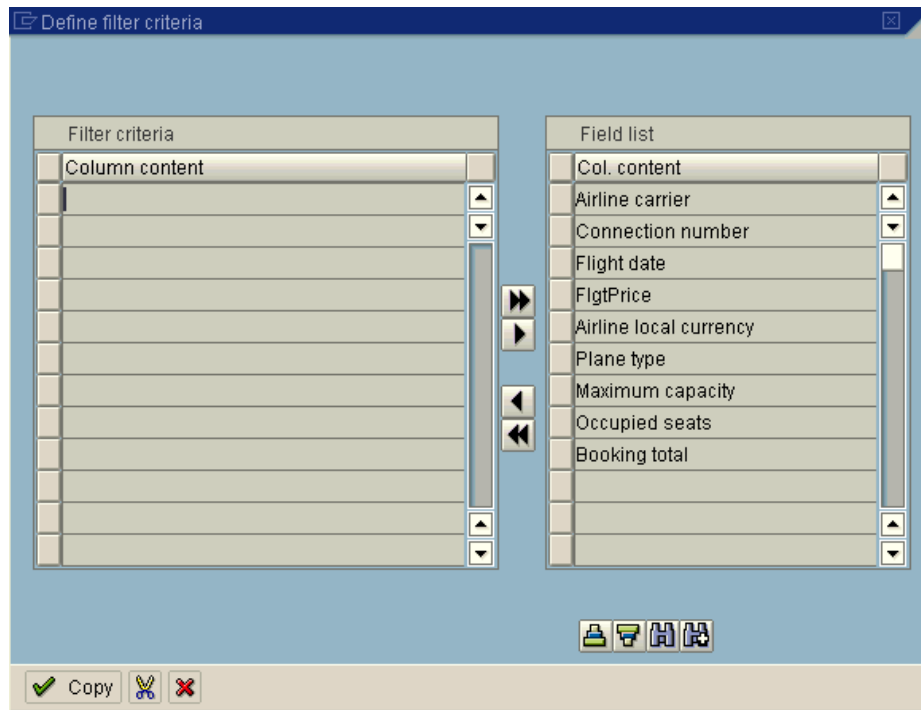 Define filter criteria
Filter criteria
Column content
Field list
Col. content
Airline carrier
Connection number
Flight date
FlgtPrice
Airline local currency
Plane type
Maximum capacity
Occupied seats
Booking total
Copy